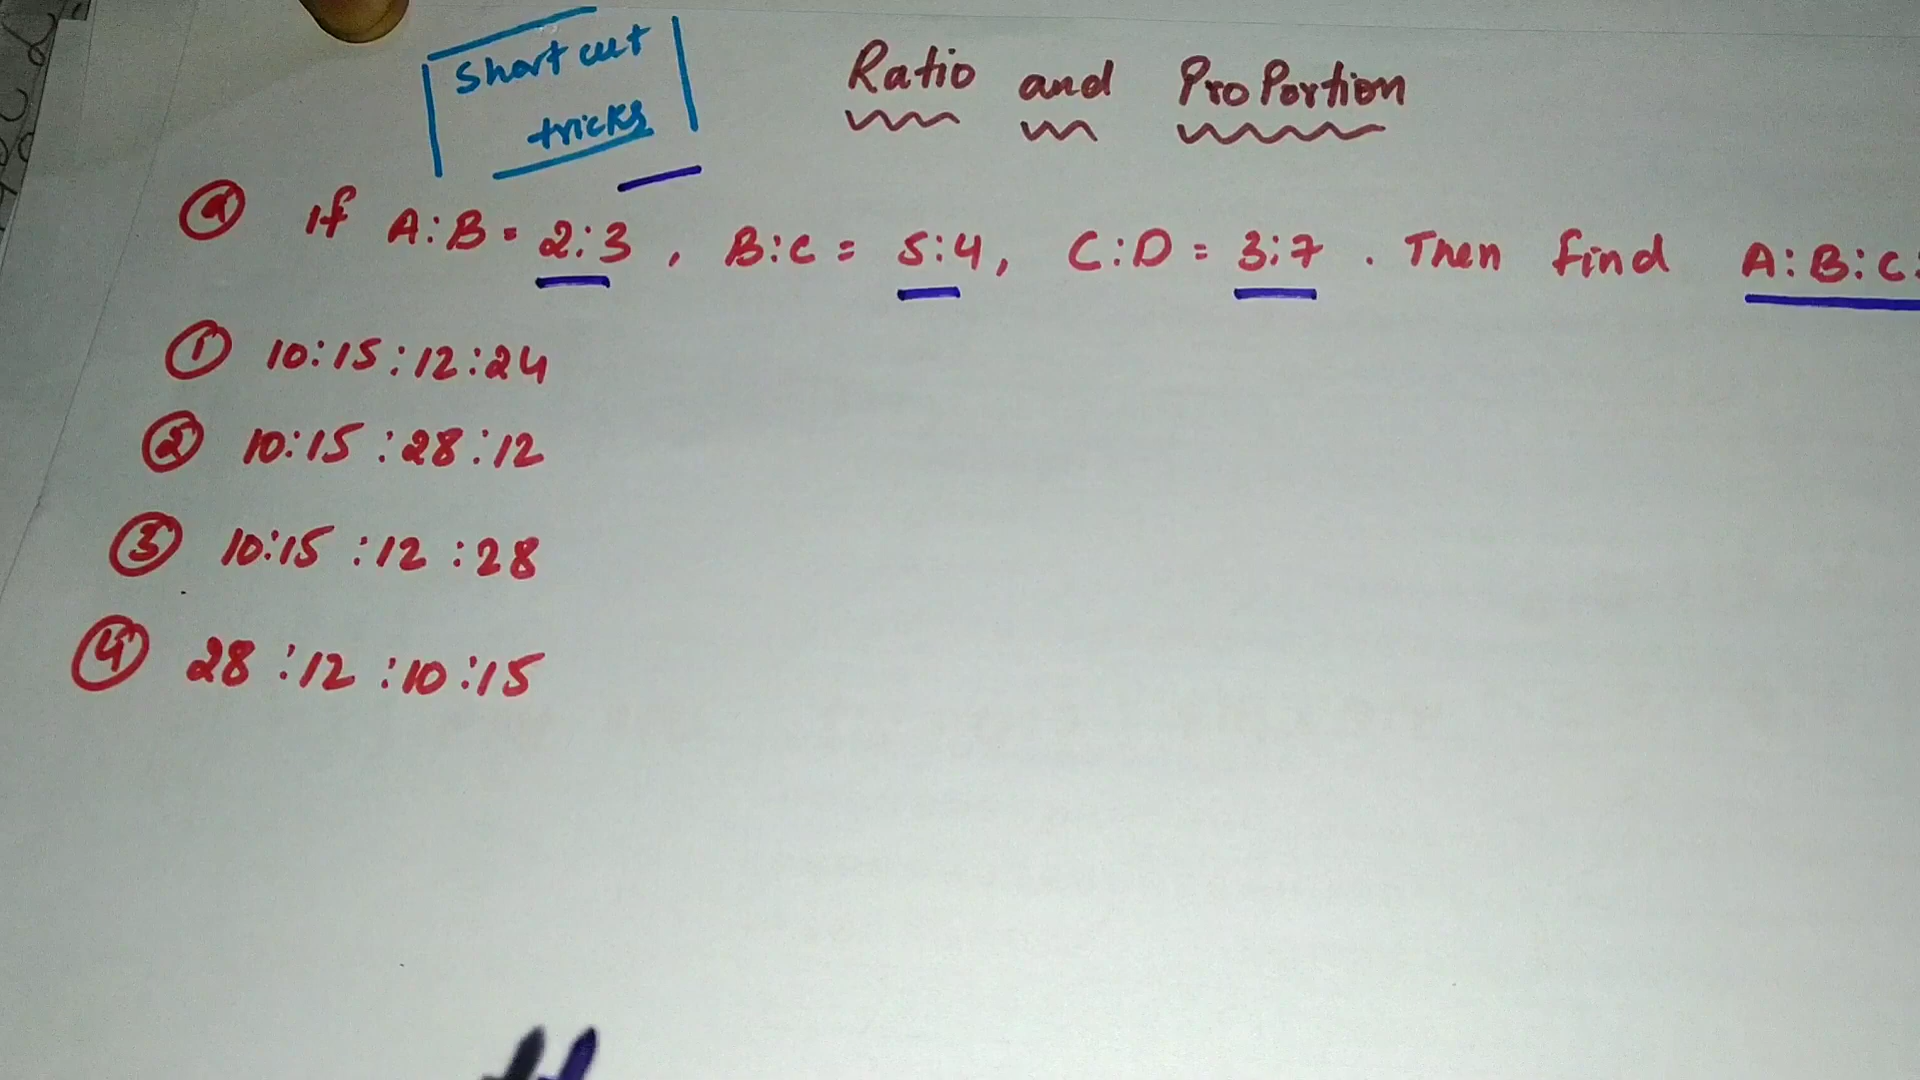 Short cut
tricks
Ratio and Proportion
Q If A:B = 2:3, B:C = 5:4, C:D = 3:7. Then find A:B:C:
① 10:15:12:24
② 10:15:28:12
③ 10:15:12:28
④ 28:12:10:15